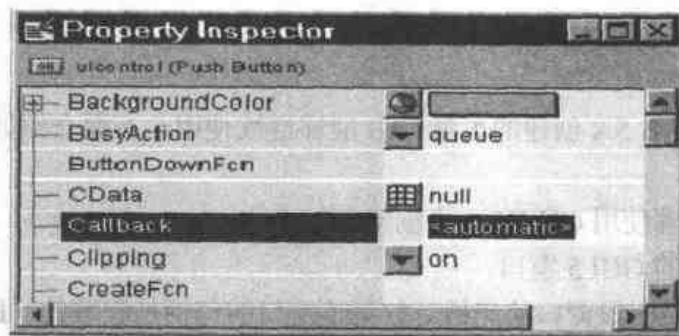 Property Inspector
uicontrol (Push Button)
BackgroundColor
BusyAction queue
ButtonDownFcn
CData null
Callback <automatic>
Clipping on
CreateFcn